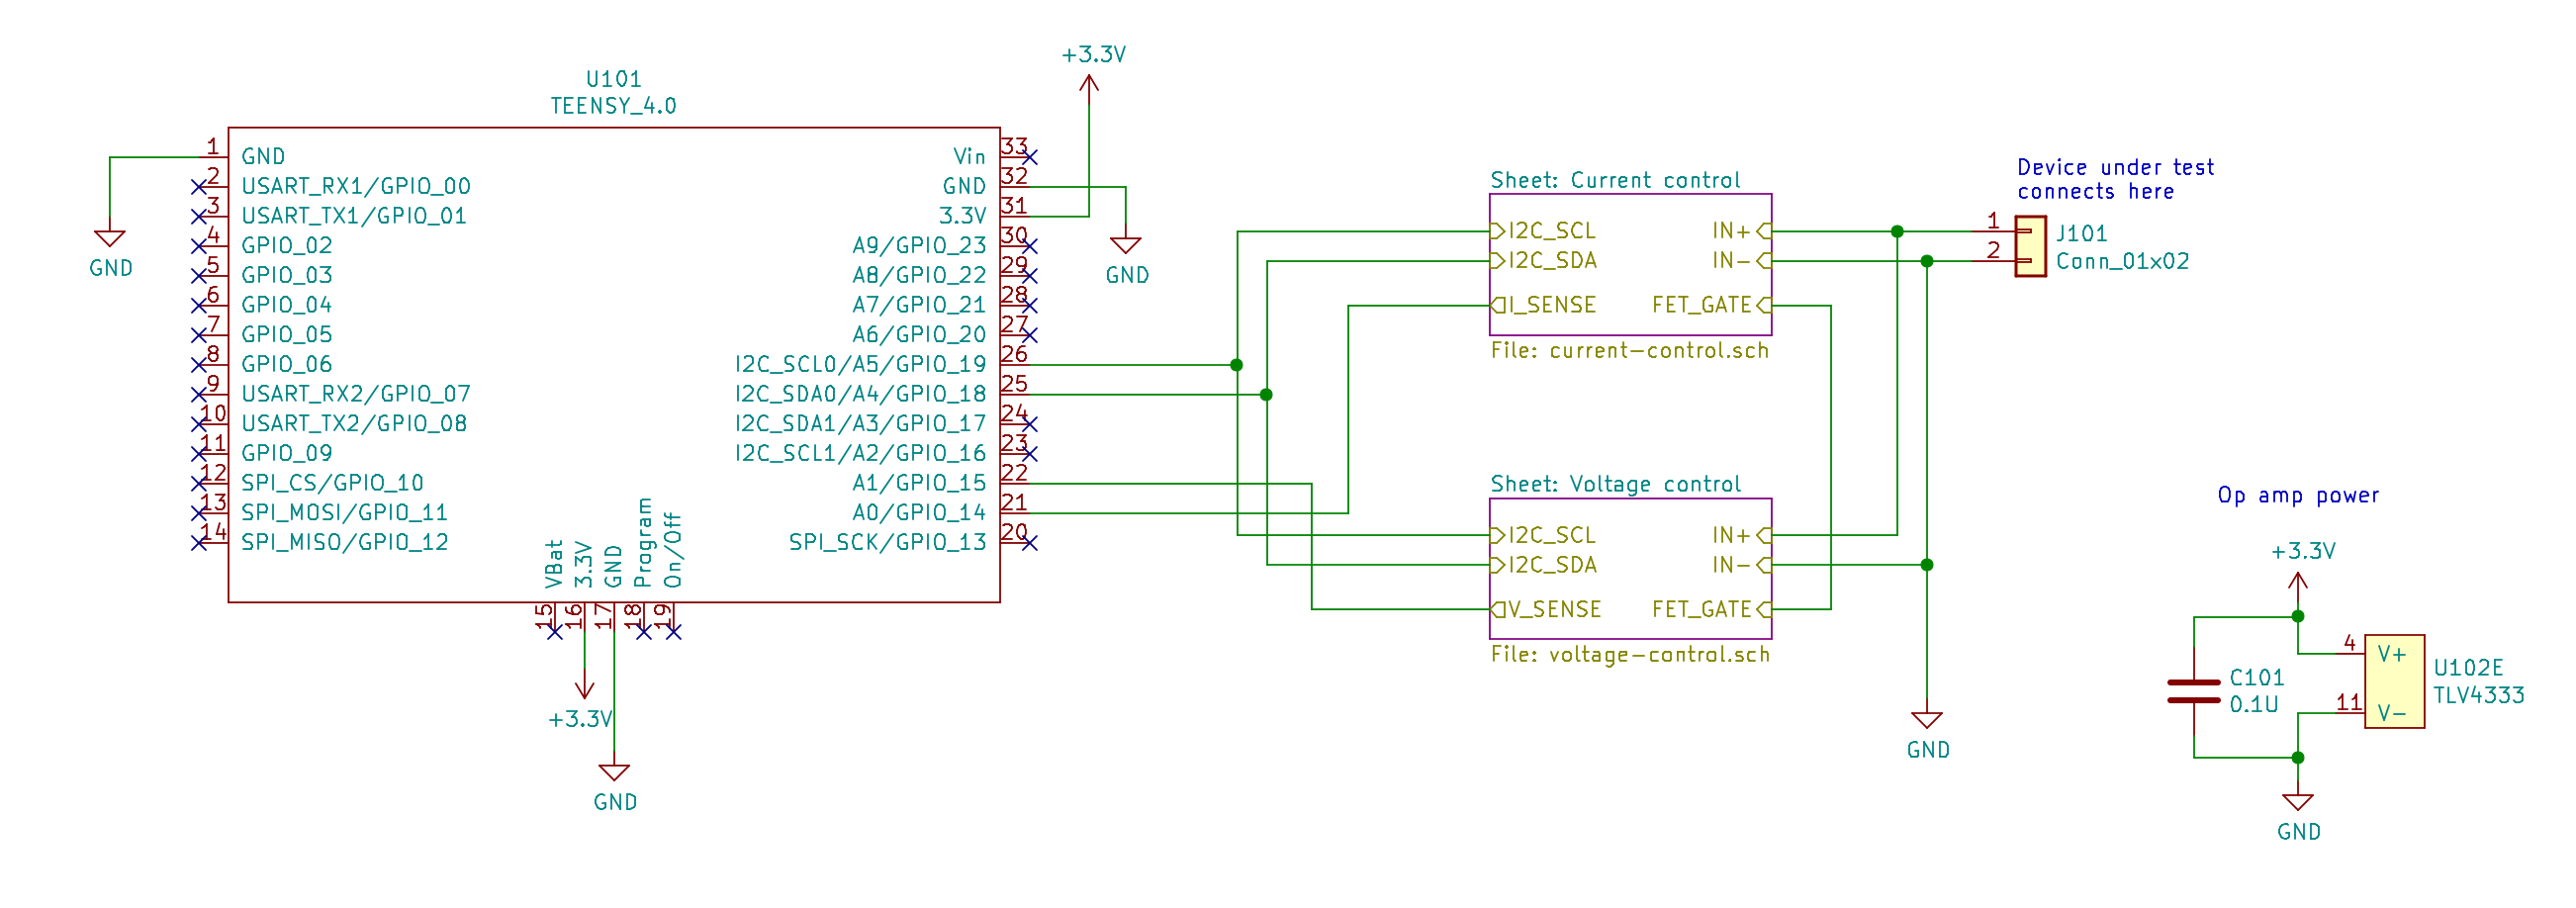 U101
TEENSY_4.0
+3.3V
GND
GND
1 GND
2 USART_RX1/GPIO_00
3 USART_TX1/GPIO_01
4 GPIO_02
5 GPIO_03
6 GPIO_04
7 GPIO_05
8 GPIO_06
9 USART_RX2/GPIO_07
10 USART_TX2/GPIO_08
11 GPIO_09
12 SPI_CS/GPIO_10
13 SPI_MOSI/GPIO_11
14 SPI_MISO/GPIO_12
Vin 33
GND 32
3.3V 31
A9/GPIO_23 30
A8/GPIO_22 29
A7/GPIO_21 28
A6/GPIO_20 27
I2C_SCL0/A5/GPIO_19 26
I2C_SDA0/A4/GPIO_18 25
I2C_SDA1/A3/GPIO_17 24
I2C_SCL1/A2/GPIO_16 23
A1/GPIO_15 22
A0/GPIO_14 21
SPI_SCK/GPIO_13 20
VBat 15
3.3V 16
GND 17
Program 18
On/Off 19
+3.3V
GND
Sheet: Current control
I2C_SCL IN+
I2C_SDA IN-
I_SENSE FET_GATE
File: current-control.sch
Sheet: Voltage control
I2C_SCL IN+
I2C_SDA IN-
V_SENSE FET_GATE
File: voltage-control.sch
Device under test
connects here
1
2
J101
Conn_01x02
GND
Op amp power
+3.3V
C101
0.1U
4 V+
11 V-
U102E
TLV4333
GND